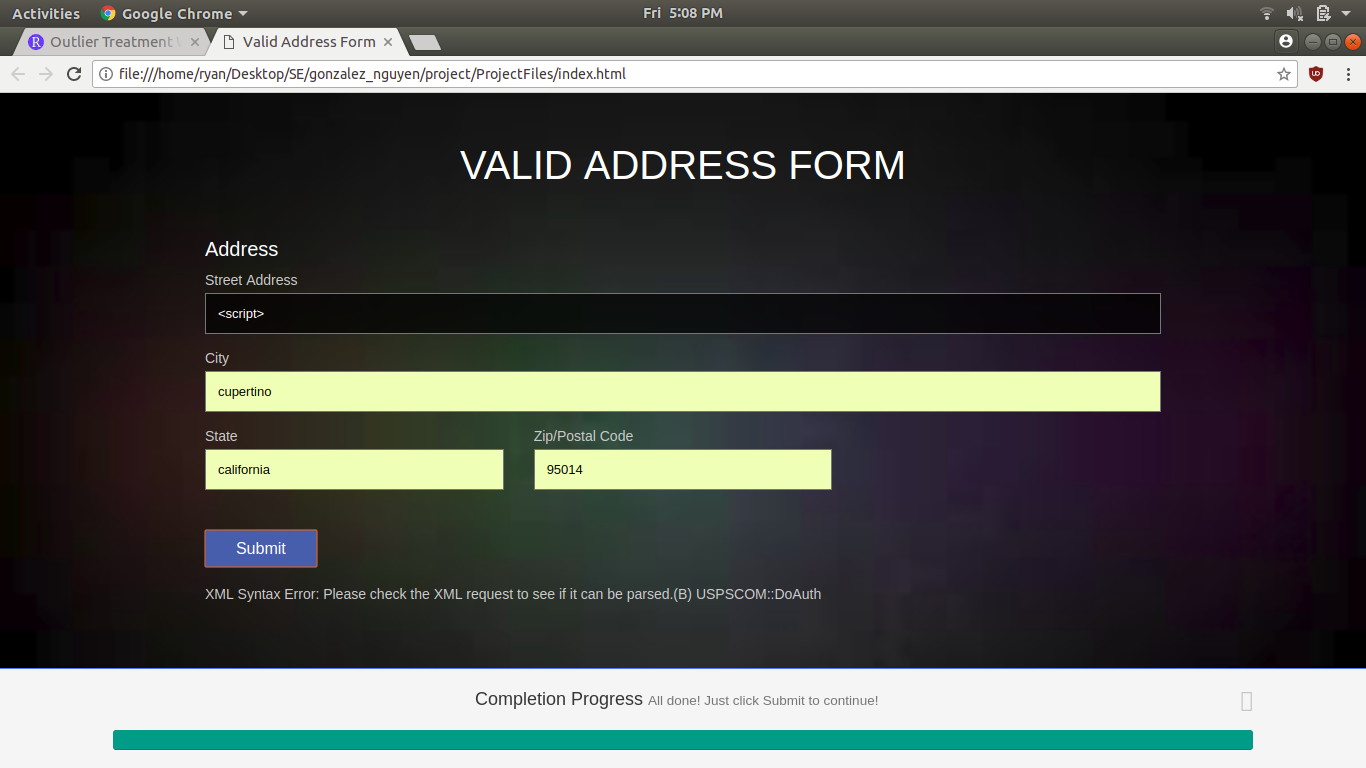 Activities Google Chrome Fri 5:08 PM
Outlier Treatment Valid Address Form
file:///home/ryan/Desktop/SE/gonzalez_nguyen/project/ProjectFiles/index.html
VALID ADDRESS FORM
Address
Street Address
<script>
City
cupertino
State Zip/Postal Code
california 95014
Submit
XML Syntax Error: Please check the XML request to see if it can be parsed.(B) USPSCOM::DoAuth
Completion Progress All done! Just click Submit to continue!